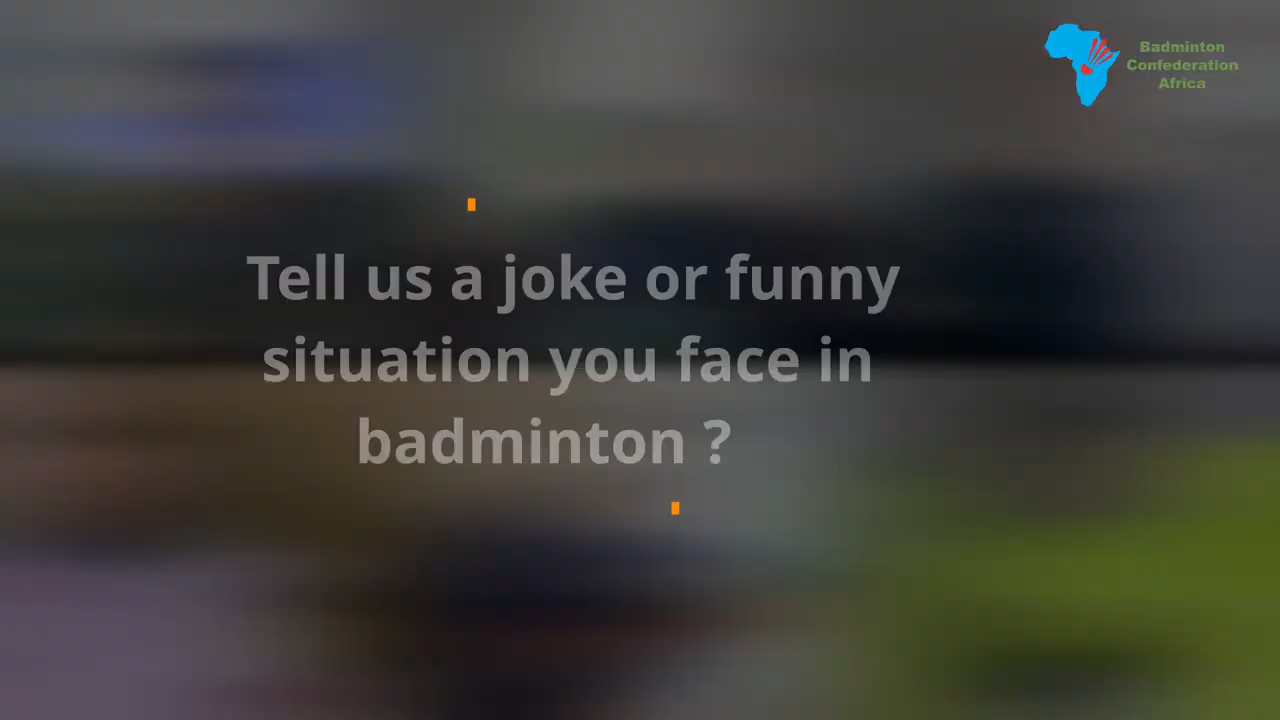 Badminton
Confederation
Africa
Tell us a joke or funny
situation you face in
badminton ?